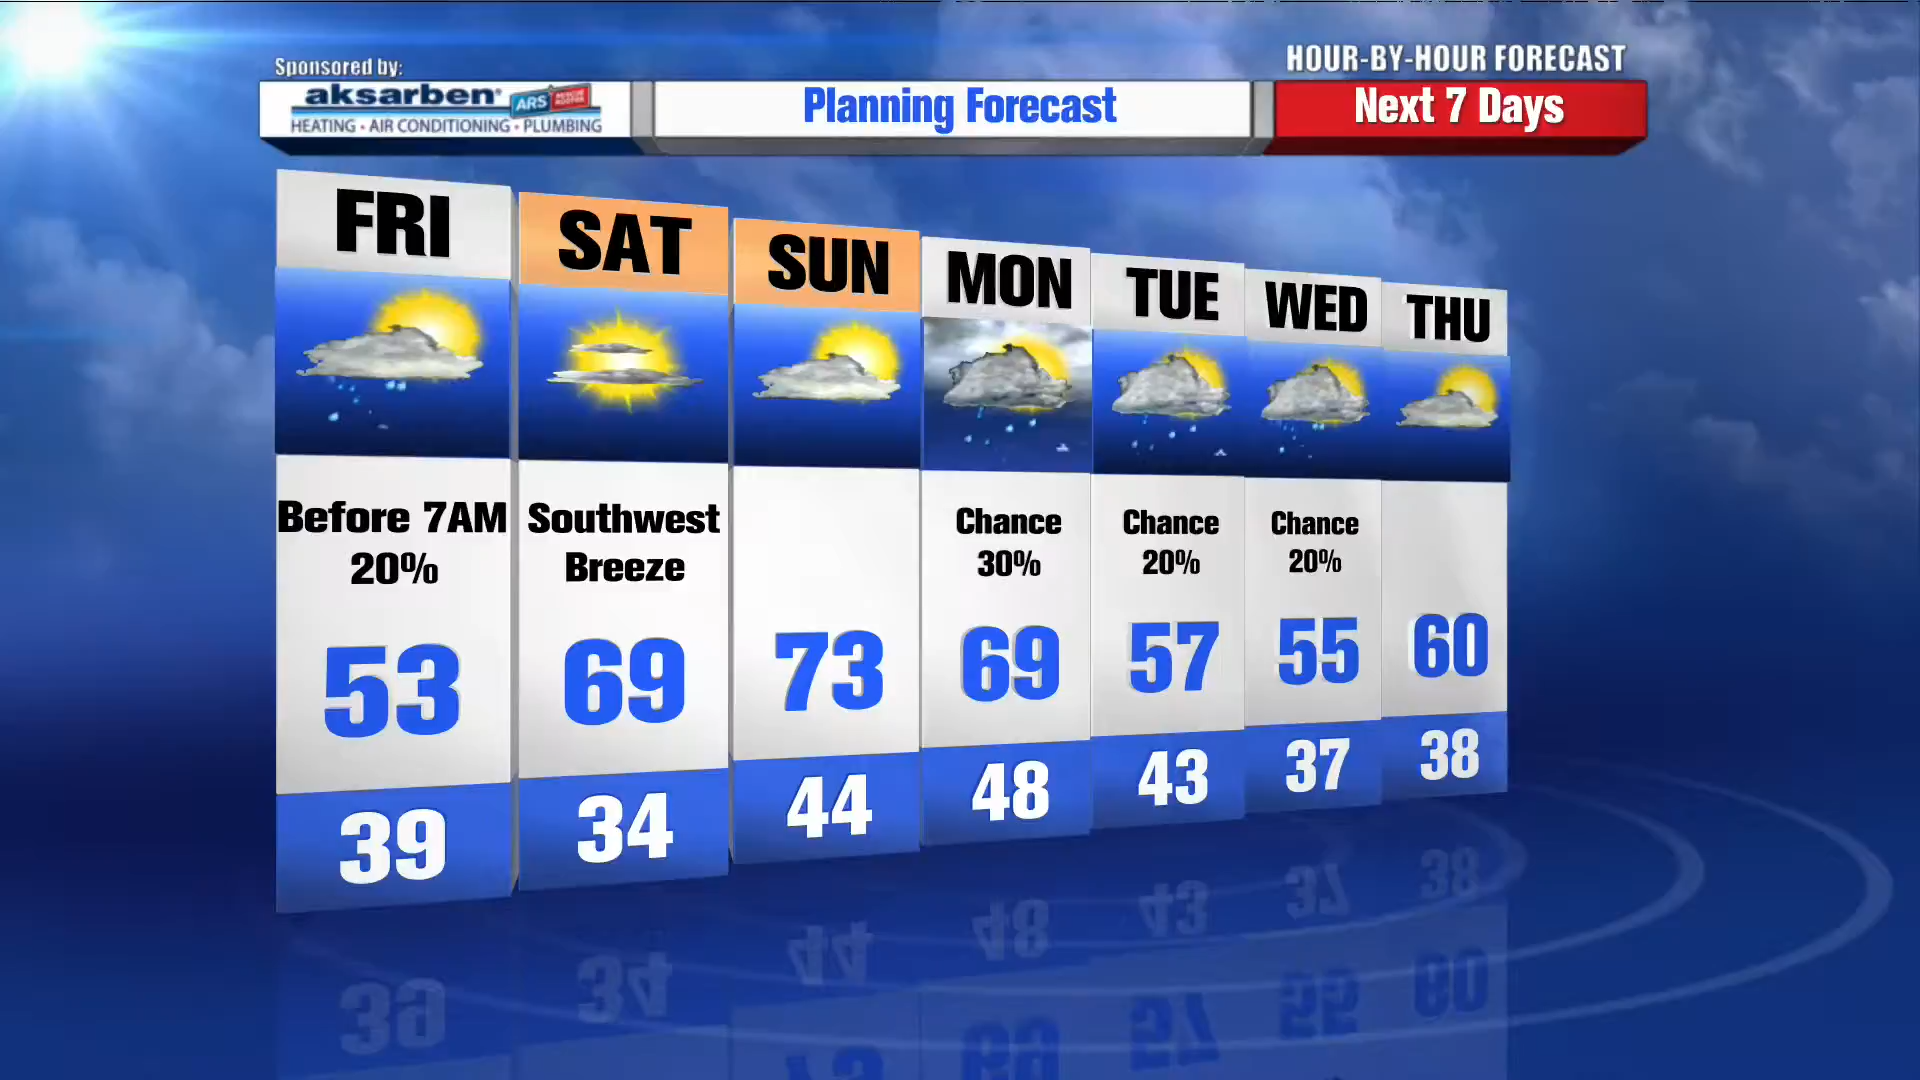 Sponsored by:
aksarben
ARS RESCUE ROOTER
HEATING · AIR CONDITIONING · PLUMBING
Planning Forecast
HOUR-BY-HOUR FORECAST
Next 7 Days
FRI
SAT
SUN
MON
TUE
WED
THU
Before 7AM
20%
Southwest
Breeze
Chance
30%
Chance
20%
Chance
20%
53
69
73
69
57
55
60
39
34
44
48
43
37
38